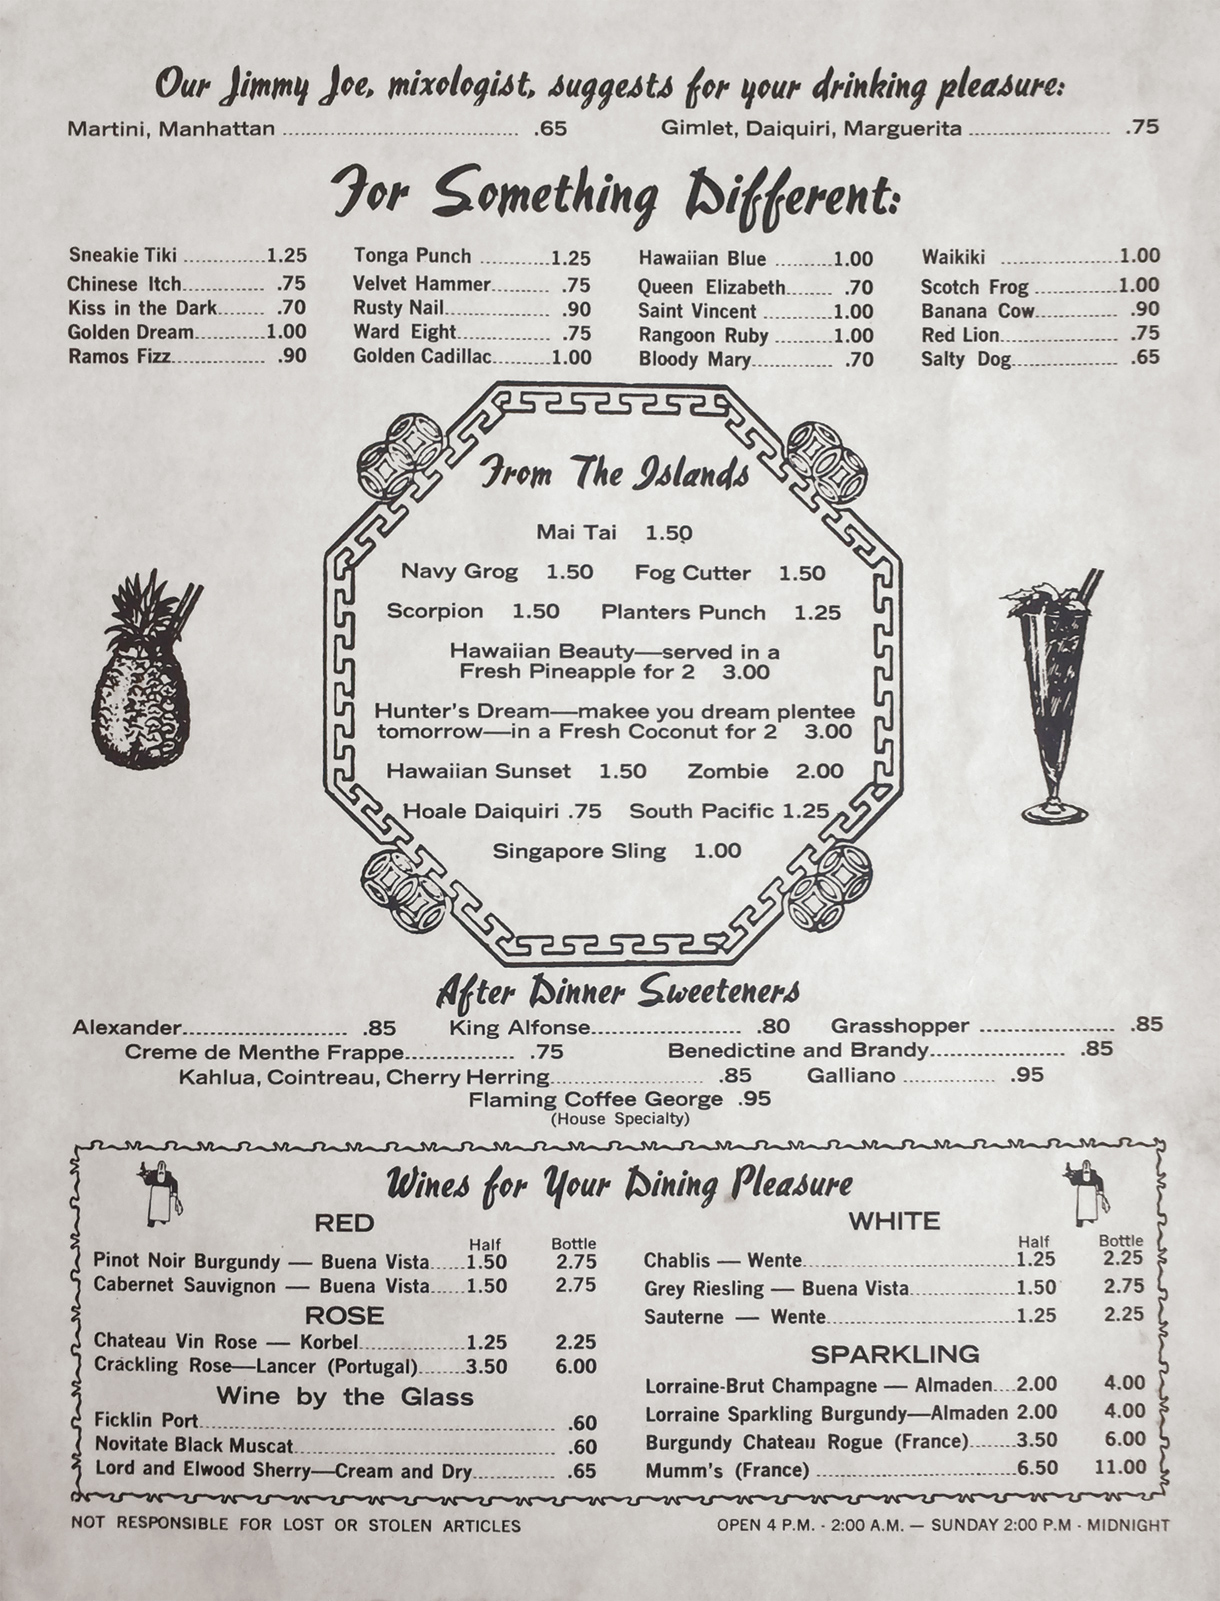 Our Jimmy Joe, mixologist, suggests for your drinking pleasure:
Martini, Manhattan .65 Gimlet, Daiquiri, Marguerita .75
For Something Different:
Sneakie Tiki 1.25 Tonga Punch 1.25 Hawaiian Blue 1.00 Waikiki 1.00
Chinese Itch .75 Velvet Hammer .75 Queen Elizabeth .70 Scotch Frog 1.00
Kiss in the Dark .70 Rusty Nail .90 Saint Vincent 1.00 Banana Cow .90
Golden Dream 1.00 Ward Eight .75 Rangoon Ruby 1.00 Red Lion .75
Ramos Fizz .90 Golden Cadillac 1.00 Bloody Mary .70 Salty Dog .65
From The Islands
Mai Tai 1.50
Navy Grog 1.50 Fog Cutter 1.50
Scorpion 1.50 Planters Punch 1.25
Hawaiian Beauty—served in a
Fresh Pineapple for 2 3.00
Hunter's Dream—makee you dream plentee
tomorrow—in a Fresh Coconut for 2 3.00
Hawaiian Sunset 1.50 Zombie 2.00
Hoale Daiquiri .75 South Pacific 1.25
Singapore Sling 1.00
After Dinner Sweeteners
Alexander .85 King Alfonse .80 Grasshopper .85
Creme de Menthe Frappe .75 Benedictine and Brandy .85
Kahlua, Cointreau, Cherry Herring .85 Galliano .95
Flaming Coffee George .95
(House Specialty)
Wines for Your Dining Pleasure
RED
Half Bottle
Pinot Noir Burgundy — Buena Vista 1.50 2.75
Cabernet Sauvignon — Buena Vista 1.50 2.75
ROSE
Chateau Vin Rose — Korbel 1.25 2.25
Crackling Rose—Lancer (Portugal) 3.50 6.00
Wine by the Glass
Ficklin Port .60
Novitate Black Muscat .60
Lord and Elwood Sherry—Cream and Dry .65
WHITE
Half Bottle
Chablis — Wente 1.25 2.25
Grey Riesling — Buena Vista 1.50 2.75
Sauterne — Wente 1.25 2.25
SPARKLING
Lorraine-Brut Champagne — Almaden 2.00 4.00
Lorraine Sparkling Burgundy—Almaden 2.00 4.00
Burgundy Chateau Rogue (France) 3.50 6.00
Mumm's (France) 6.50 11.00
NOT RESPONSIBLE FOR LOST OR STOLEN ARTICLES
OPEN 4 P.M. - 2:00 A.M. — SUNDAY 2:00 P.M - MIDNIGHT